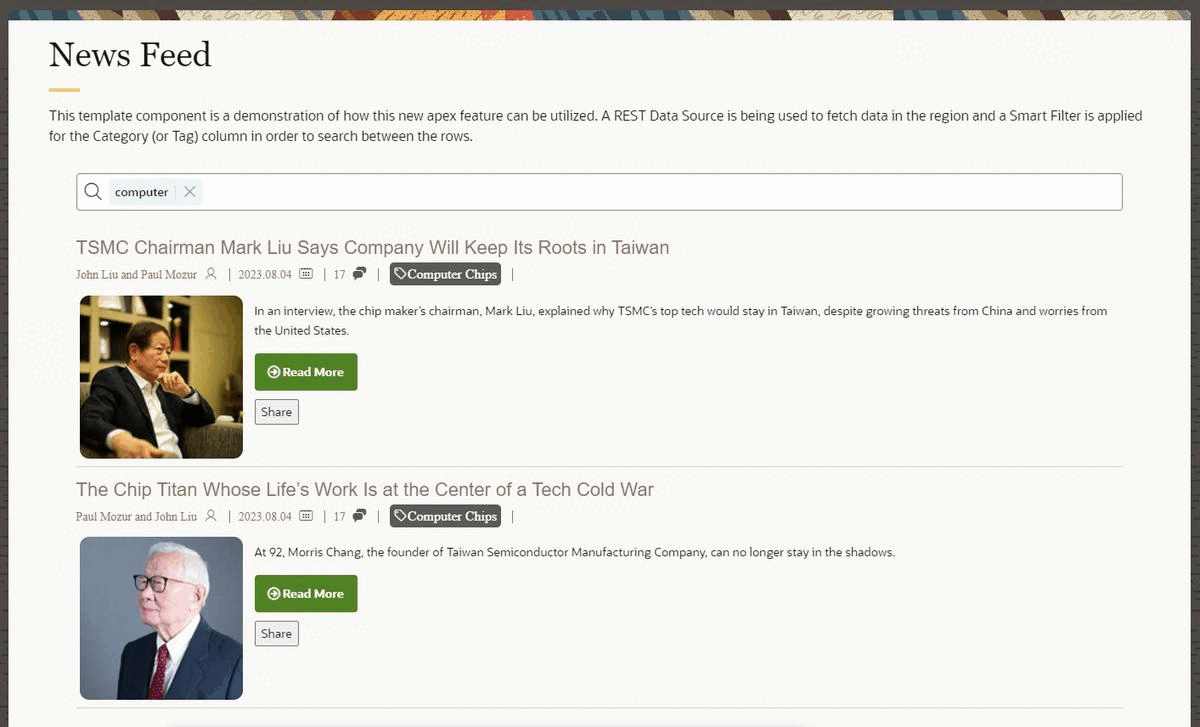 News Feed
This template component is a demonstration of how this new apex feature can be utilized. A REST Data Source is being used to fetch data in the region and a Smart Filter is applied
for the Category (or Tag) column in order to search between the rows.
computer
TSMC Chairman Mark Liu Says Company Will Keep Its Roots in Taiwan
John Liu and Paul Mozur | 2023.08.04 | 17 | Computer Chips |
In an interview, the chip maker's chairman, Mark Liu, explained why TSMC's top tech would stay in Taiwan, despite growing threats from China and worries from
the United States.
Read More
Share
The Chip Titan Whose Life's Work Is at the Center of a Tech Cold War
Paul Mozur and John Liu | 2023.08.04 | 17 | Computer Chips |
At 92, Morris Chang, the founder of Taiwan Semiconductor Manufacturing Company, can no longer stay in the shadows.
Read More
Share